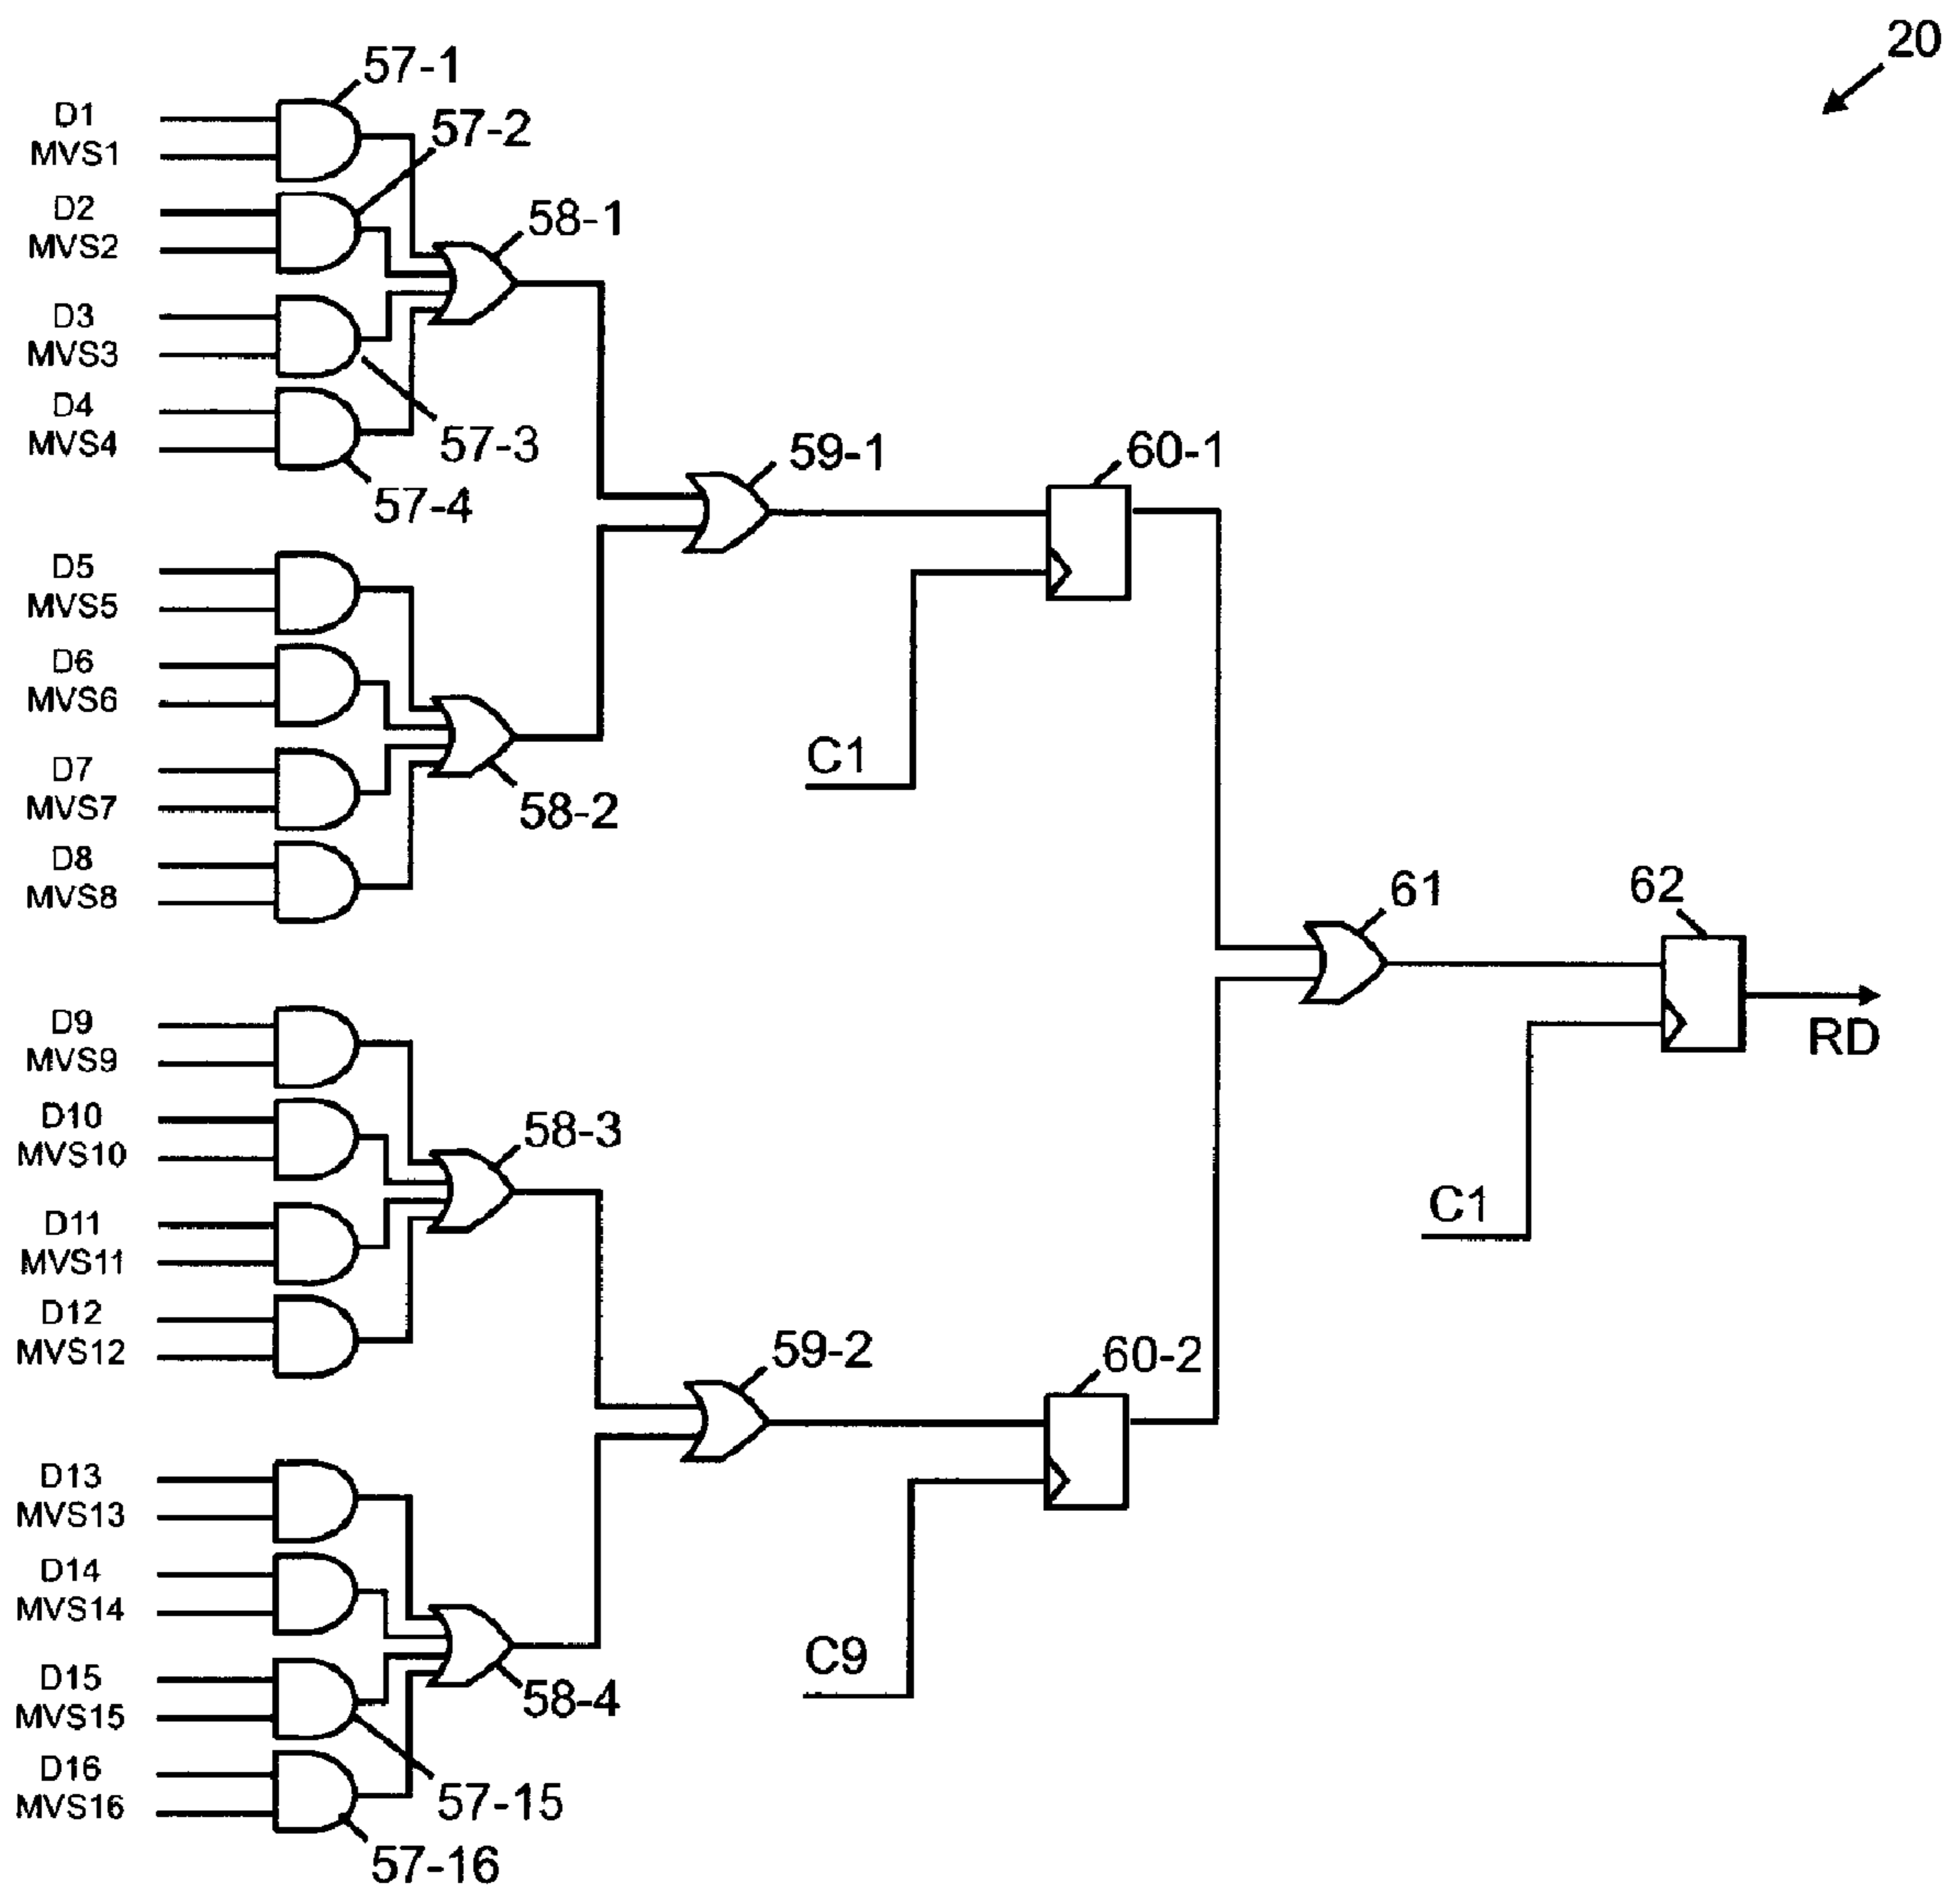 20
57-1
D1
MVS1
57-2
D2
MVS2
58-1
D3
MVS3
D4
MVS4
57-3
57-4
59-1
60-1
D5
MVS5
D6
MVS6
D7
MVS7
58-2
C1
D8
MVS8
61
62
D9
MVS9
RD
D10
MVS10
58-3
D11
MVS11
C1
D12
MVS12
59-2
60-2
D13
MVS13
D14
MVS14
D15
MVS15
58-4
C9
D16
MVS16
57-15
57-16